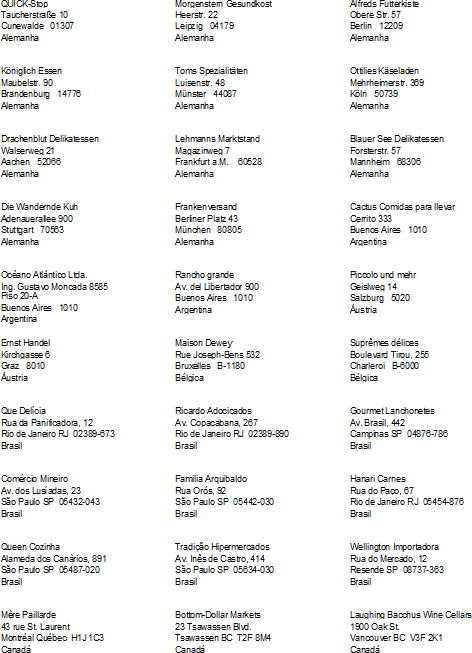 QUICK-Stop
Taucherstraße 10
Cunewalde 01307
Alemanha
Morgenstern Gesundkost
Heerstr. 22
Leipzig 04179
Alemanha
Alfreds Futterkiste
Obere Str. 57
Berlin 12209
Alemanha
Königlich Essen
Maubelstr. 90
Brandenburg 14776
Alemanha
Toms Spezialitäten
Luisenstr. 48
Münster 44087
Alemanha
Ottilies Käseladen
Mehrheimerstr. 369
Köln 50739
Alemanha
Drachenblut Delikatessen
Walserweg 21
Aachen 52066
Alemanha
Lehmanns Marktstand
Magazinweg 7
Frankfurt a.M. 60528
Alemanha
Blauer See Delikatessen
Forsterstr. 57
Mannheim 68306
Alemanha
Die Wandernde Kuh
Adenauerallee 900
Stuttgart 70563
Alemanha
Frankenversand
Berliner Platz 43
München 80805
Alemanha
Cactus Comidas para llevar
Cerrito 333
Buenos Aires 1010
Argentina
Océano Atlántico Ltda.
Ing. Gustavo Moncada 8585
Piso 20-A
Buenos Aires 1010
Argentina
Rancho grande
Av. del Libertador 900
Buenos Aires 1010
Argentina
Piccolo und mehr
Geislweg 14
Salzburg 5020
Áustria
Ernst Handel
Kirchgasse 6
Graz 8010
Áustria
Maison Dewey
Rue Joseph-Bens 532
Bruxelles B-1180
Bélgica
Suprêmes délices
Boulevard Tirou, 255
Charleroi B-6000
Bélgica
Que Delícia
Rua da Panificadora, 12
Rio de Janeiro RJ 02389-673
Brasil
Ricardo Adocicados
Av. Copacabana, 267
Rio de Janeiro RJ 02389-890
Brasil
Gourmet Lanchonetes
Av. Brasil, 442
Campinas SP 04876-786
Brasil
Comércio Mineiro
Av. dos Lusíadas, 23
São Paulo SP 05432-043
Brasil
Familia Arquibaldo
Rua Orós, 92
São Paulo SP 05442-030
Brasil
Hanari Carnes
Rua do Paço, 67
Rio de Janeiro RJ 05454-876
Brasil
Queen Cozinha
Alameda dos Canàrios, 891
São Paulo SP 05487-020
Brasil
Tradição Hipermercados
Av. Inês de Castro, 414
São Paulo SP 05634-030
Brasil
Wellington Importadora
Rua do Mercado, 12
Resende SP 08737-363
Brasil
Mère Paillarde
43 rue St. Laurent
Montréal Québec H1J 1C3
Canadá
Bottom-Dollar Markets
23 Tsawassen Blvd.
Tsawassen BC T2F 8M4
Canadá
Laughing Bacchus Wine Cellars
1900 Oak St.
Vancouver BC V3F 2K1
Canadá